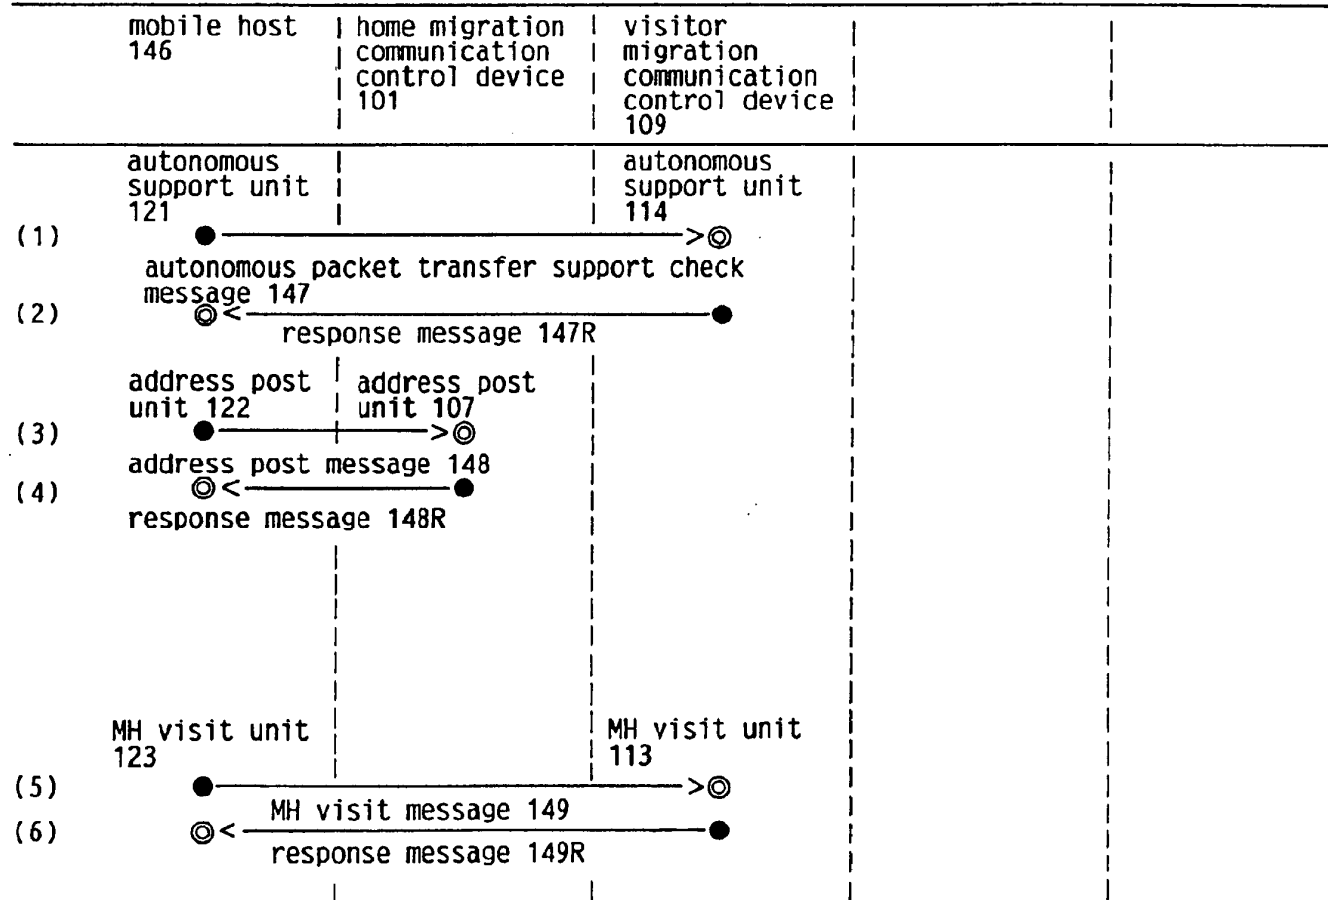 mobile host
146
home migration
communication
control device
101
visitor
migration
communication
control device
109
autonomous
support unit
121
autonomous
support unit
114
(1)
autonomous packet transfer support check
message 147
(2)
response message 147R
address post
unit 122
address post
unit 107
(3)
address post message 148
(4)
response message 148R
MH visit unit
123
MH visit unit
113
(5)
MH visit message 149
(6)
response message 149R